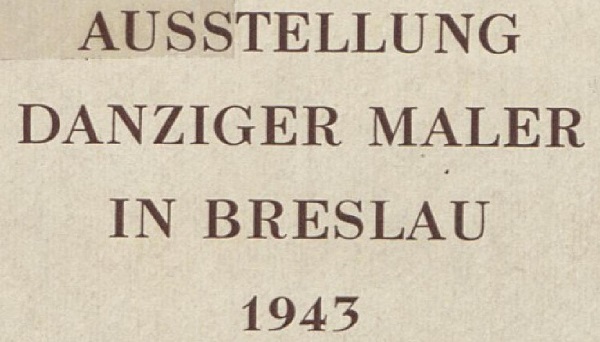 AUSSTELLUNG
DANZIGER MALER
IN BRESLAU
1943